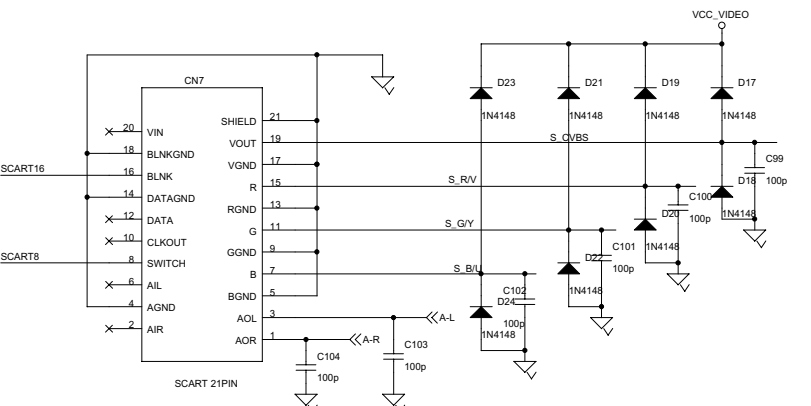 VCC_VIDEO
CN7
D23
D21
D19
D17
1N4148
1N4148
1N4148
1N4148
SHIELD 21
20 VIN
VOUT 19
S_CVBS
18 BLNKGND
VGND 17
C99
SCART16
16 BLNK
R 15
S_R/V
D18
100p
14 DATAGND
RGND 13
C100
100p
1N4148
12 DATA
G 11
S_G/Y
D20
10 CLKOUT
GGND 9
1N4148
C101
SCART8
8 SWITCH
B 7
S_B/U
D22
100p
6 AIL
BGND 5
1N4148
C102
4 AGND
AOL 3
A-L
D24
100p
2 AIR
AOR 1
A-R
1N4148
C104
C103
100p
100p
SCART 21PIN